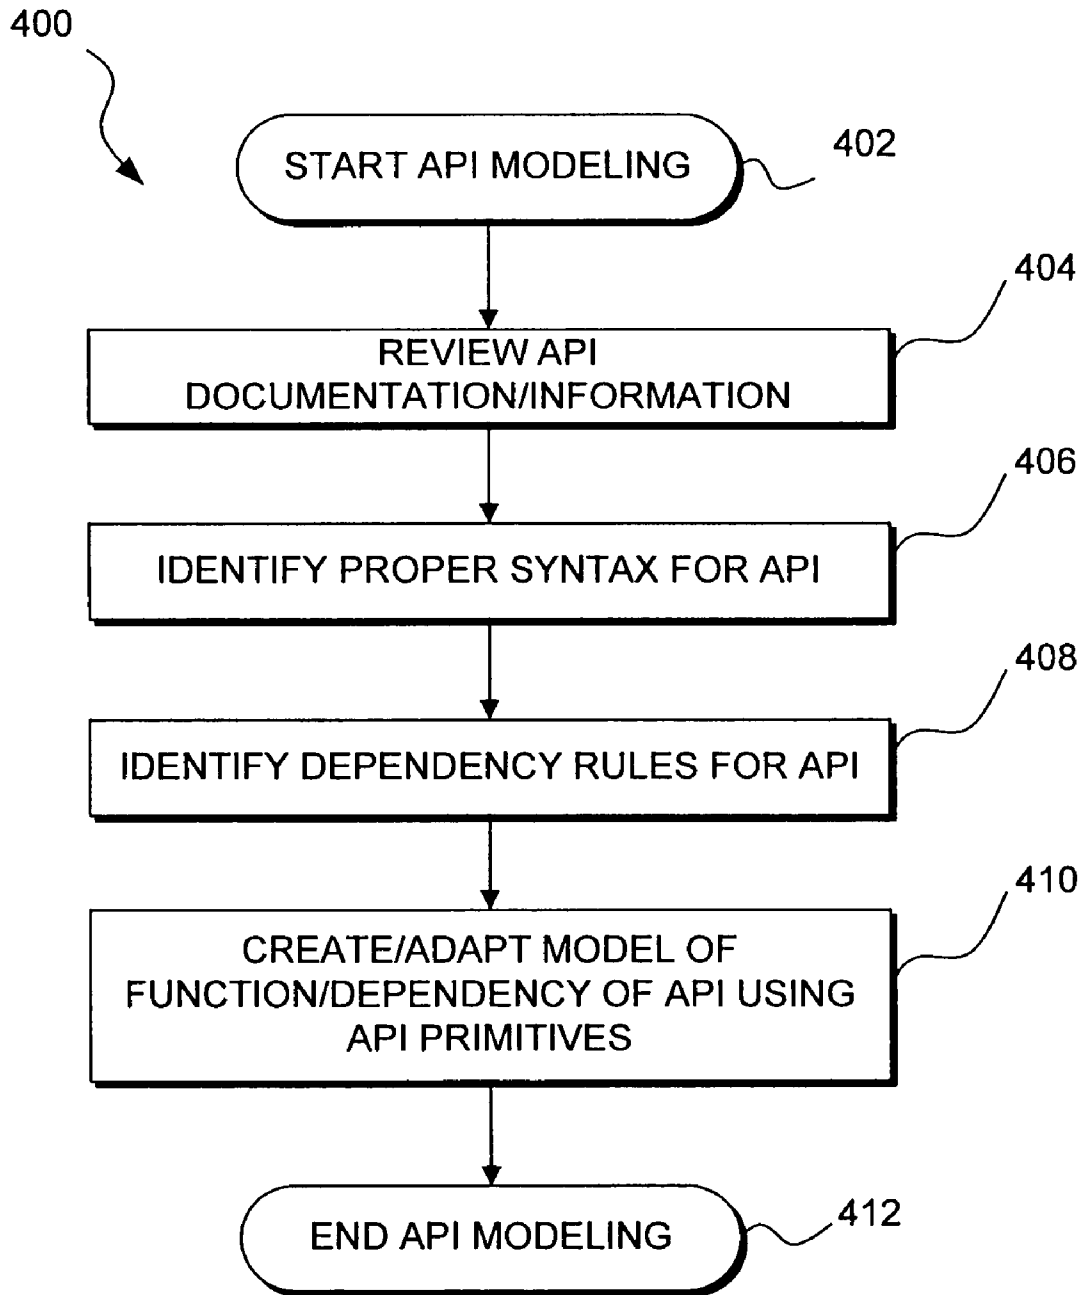 400
START API MODELING
402
404
REVIEW API
DOCUMENTATION/INFORMATION
406
IDENTIFY PROPER SYNTAX FOR API
408
IDENTIFY DEPENDENCY RULES FOR API
410
CREATE/ADAPT MODEL OF
FUNCTION/DEPENDENCY OF API USING
API PRIMITIVES
END API MODELING
412